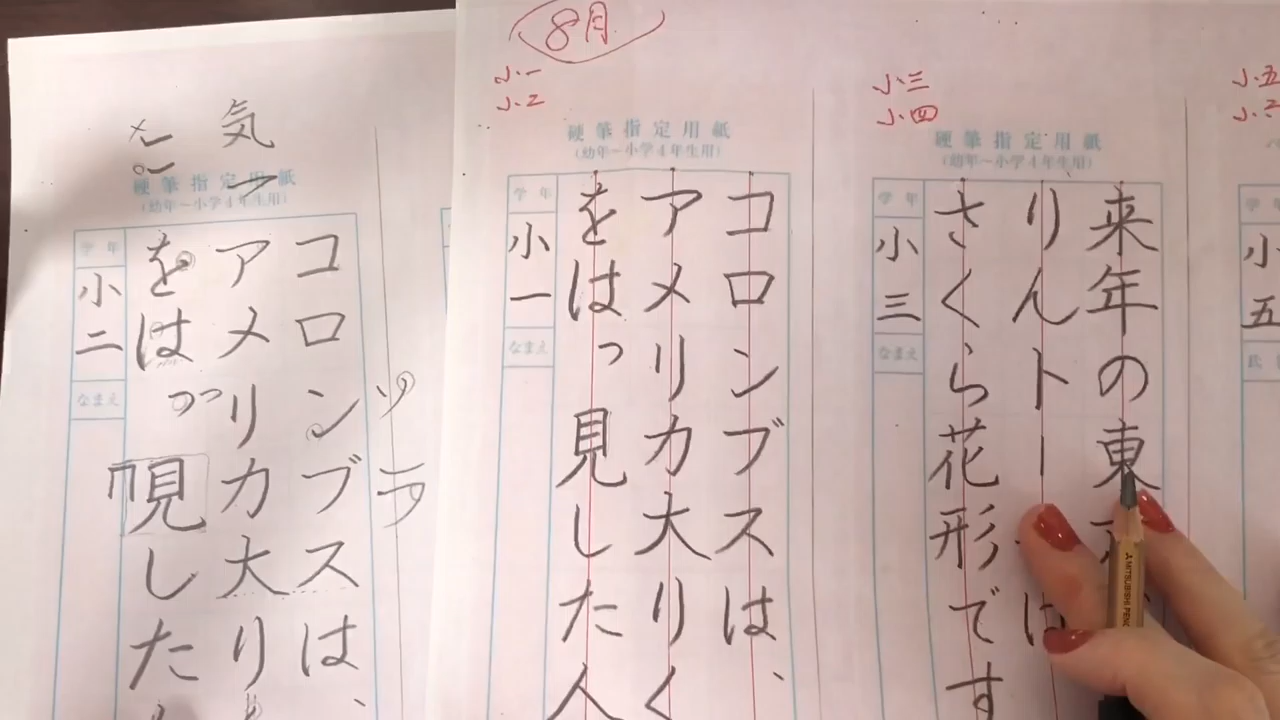 8月
小一
小二
小三
小四
小五
硬筆指定用紙
(幼年〜小学4年生用)
コロンブスは、
アメリカ大りく
をはっ見した人
学年
小一
なまえ
硬筆指定用紙
(幼年〜小学4年生用)
来年の東
りんトー
さくら花形です
学年
小三
なまえ
気
硬筆指定用紙
(幼年〜小学4年生用)
コロンブスは、
アメリカ大り
をはっ見した
学年
小二
なまえ
小五
MITSUBISHI PENC